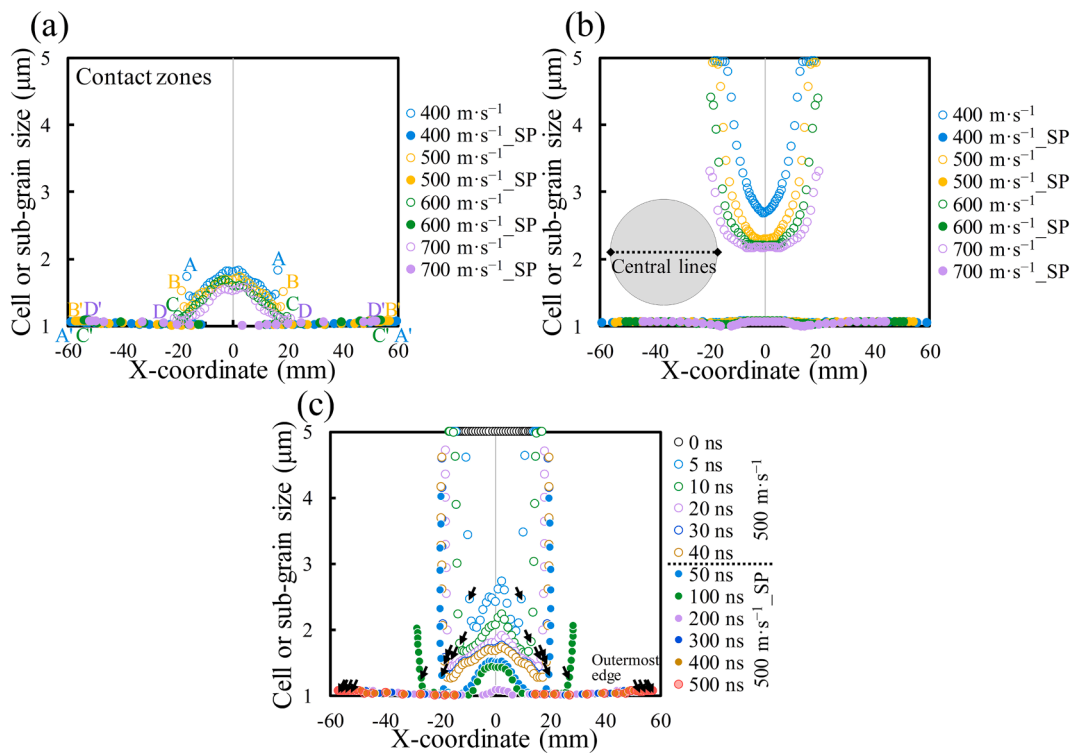 (a)
Cell or sub-grain size (μm)
5
4
3
2
1
Contact zones
A
A
B
B
C
C
D
D
B'
D'
D'
B'
A'
C'
C'
A'
-60
-40
-20
0
20
40
60
X-coordinate (mm)
400 m·s⁻¹
400 m·s⁻¹_SP
500 m·s⁻¹
500 m·s⁻¹_SP
600 m·s⁻¹
600 m·s⁻¹_SP
700 m·s⁻¹
700 m·s⁻¹_SP
(b)
Cell or sub-grain size (μm)
5
4
3
2
1
Central lines
-60
-40
-20
0
20
40
60
X-coordinate (mm)
400 m·s⁻¹
400 m·s⁻¹_SP
500 m·s⁻¹
500 m·s⁻¹_SP
600 m·s⁻¹
600 m·s⁻¹_SP
700 m·s⁻¹
700 m·s⁻¹_SP
(c)
Cell or sub-grain size (μm)
5
4
3
2
1
Outermost
edge
-60
-40
-20
0
20
40
60
X-coordinate (mm)
0 ns
5 ns
10 ns
20 ns
30 ns
40 ns
500 m·s⁻¹
50 ns
100 ns
200 ns
300 ns
400 ns
500 ns
500 m·s⁻¹_SP